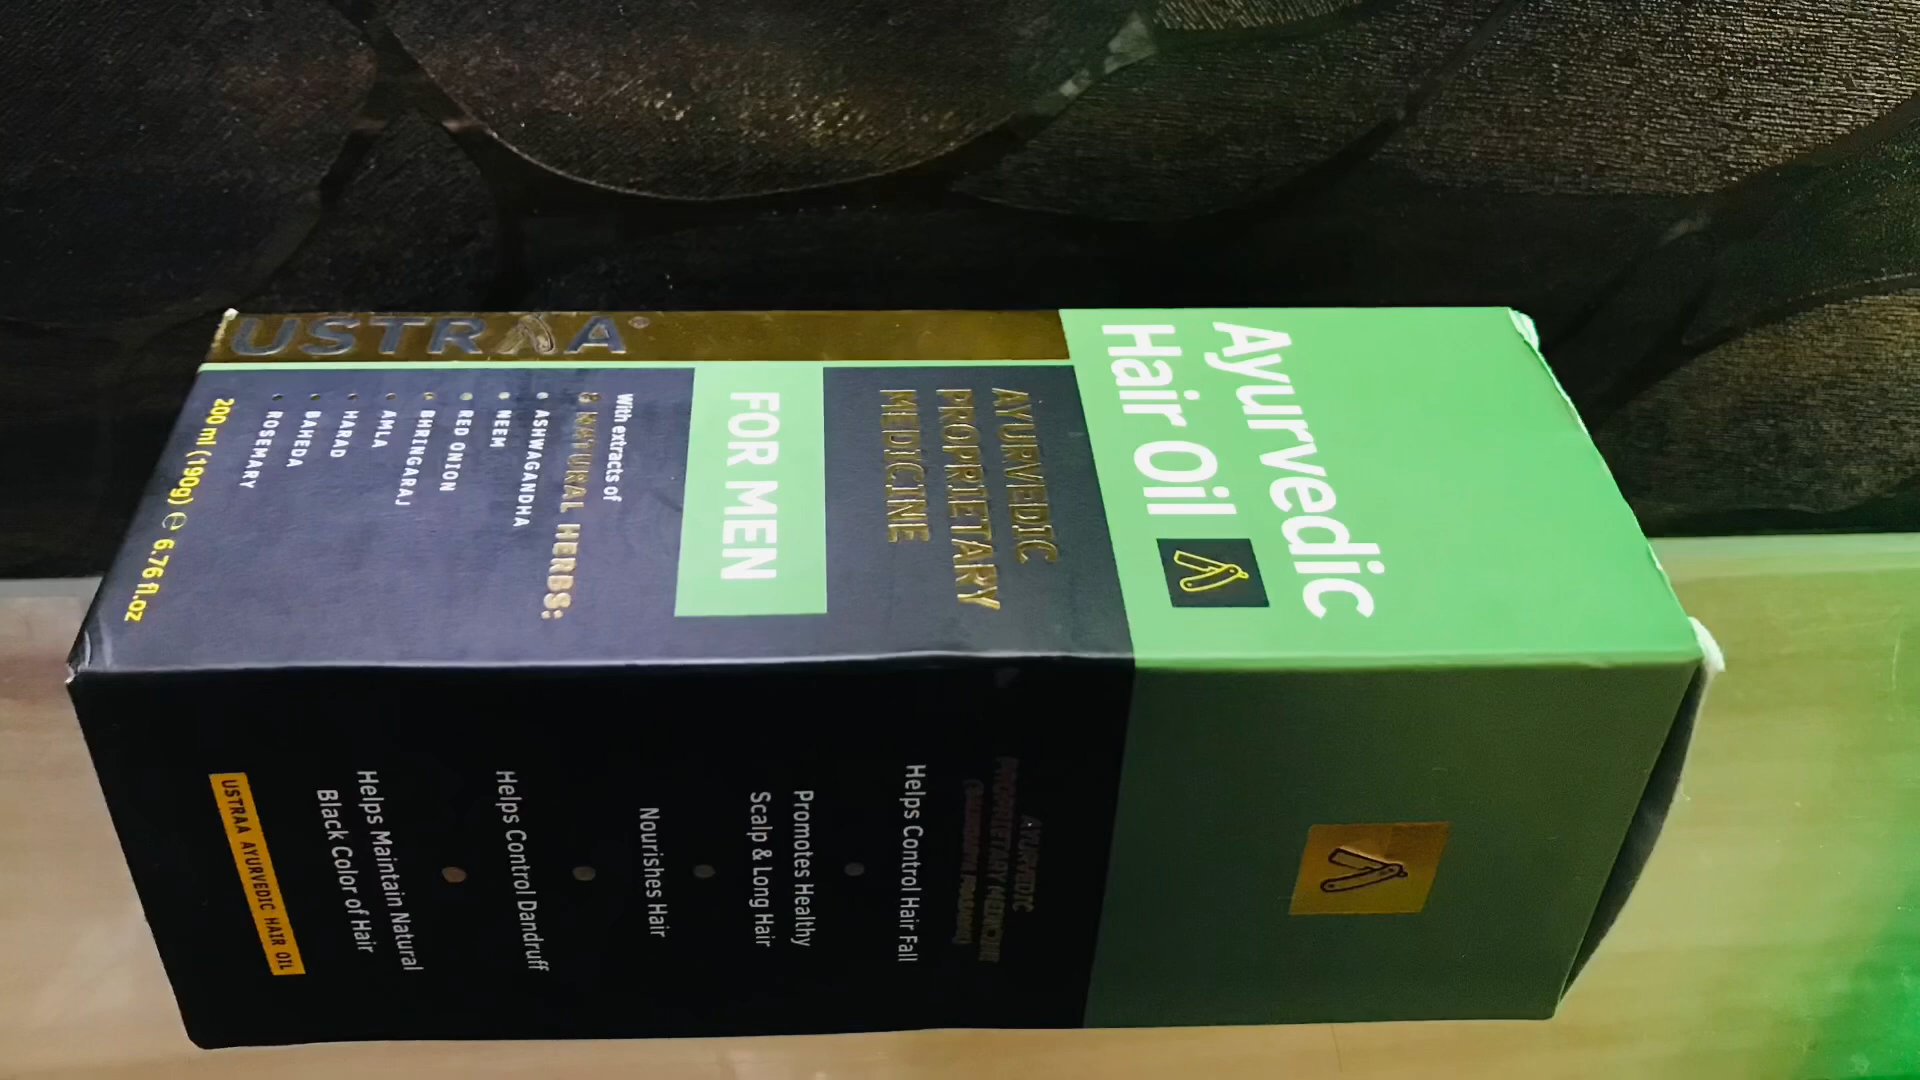 Ayurvedic
Hair Oil
AYURVEDIC
PROPRIETARY
MEDICINE
FOR MEN
With extracts of
8 NATURAL HERBS:
• ASHWAGANDHA
• NEEM
• RED ONION
• BHRINGARAJ
• AMLA
• HARAD
• BAHEDA
• ROSEMARY
200 ml (190g) ℮ 6.76 fl.oz
USTRAA®
AYURVEDIC
PROPRIETARY MEDICINE
Helps Control Hair Fall
Promotes Healthy
Scalp & Long Hair
Nourishes Hair
Helps Control Dandruff
Helps Maintain Natural
Black Color of Hair
USTRAA AYURVEDIC HAIR OIL